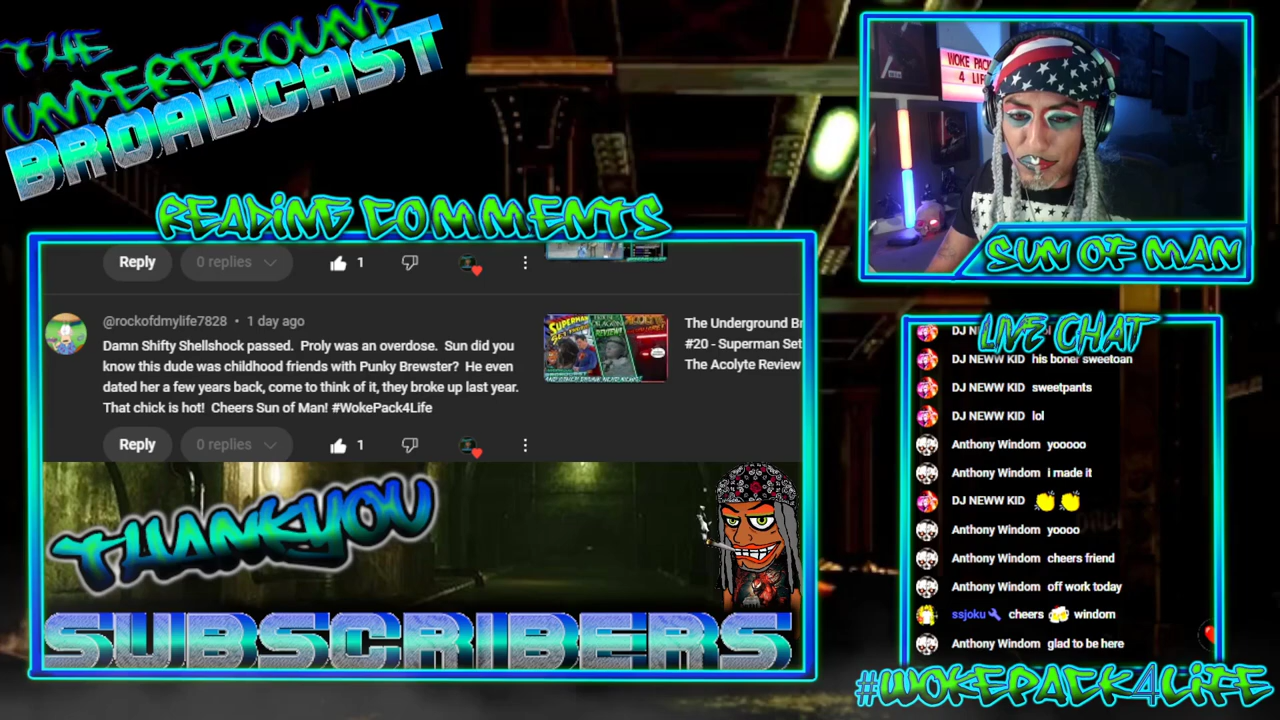 THE
UNDERGROUND
BROADCAST
READING COMMENTS
Reply 0 replies 1
@rockofdmylife7828 • 1 day ago
Damn Shifty Shellshock passed. Proly was an overdose. Sun did you
know this dude was childhood friends with Punky Brewster? He even
dated her a few years back, come to think of it, they broke up last year.
That chick is hot! Cheers Sun of Man! #WokePack4Life
Reply 0 replies 1
SUPERMAN
REVIEW!
The Underground Br
#20 - Superman Set
The Acolyte Review
THANKYOU
SUBSCRIBERS
WOKE PACK
4 LIFE
SUN OF MAN
LIVE CHAT
DJ NEWW KID his boner sweetoan
DJ NEWW KID sweetpants
DJ NEWW KID lol
Anthony Windom yoooo
Anthony Windom i made it
DJ NEWW KID
Anthony Windom yoooo
Anthony Windom cheers friend
Anthony Windom off work today
ssjoku cheers windom
Anthony Windom glad to be here
#WOKEPACK4LIFE